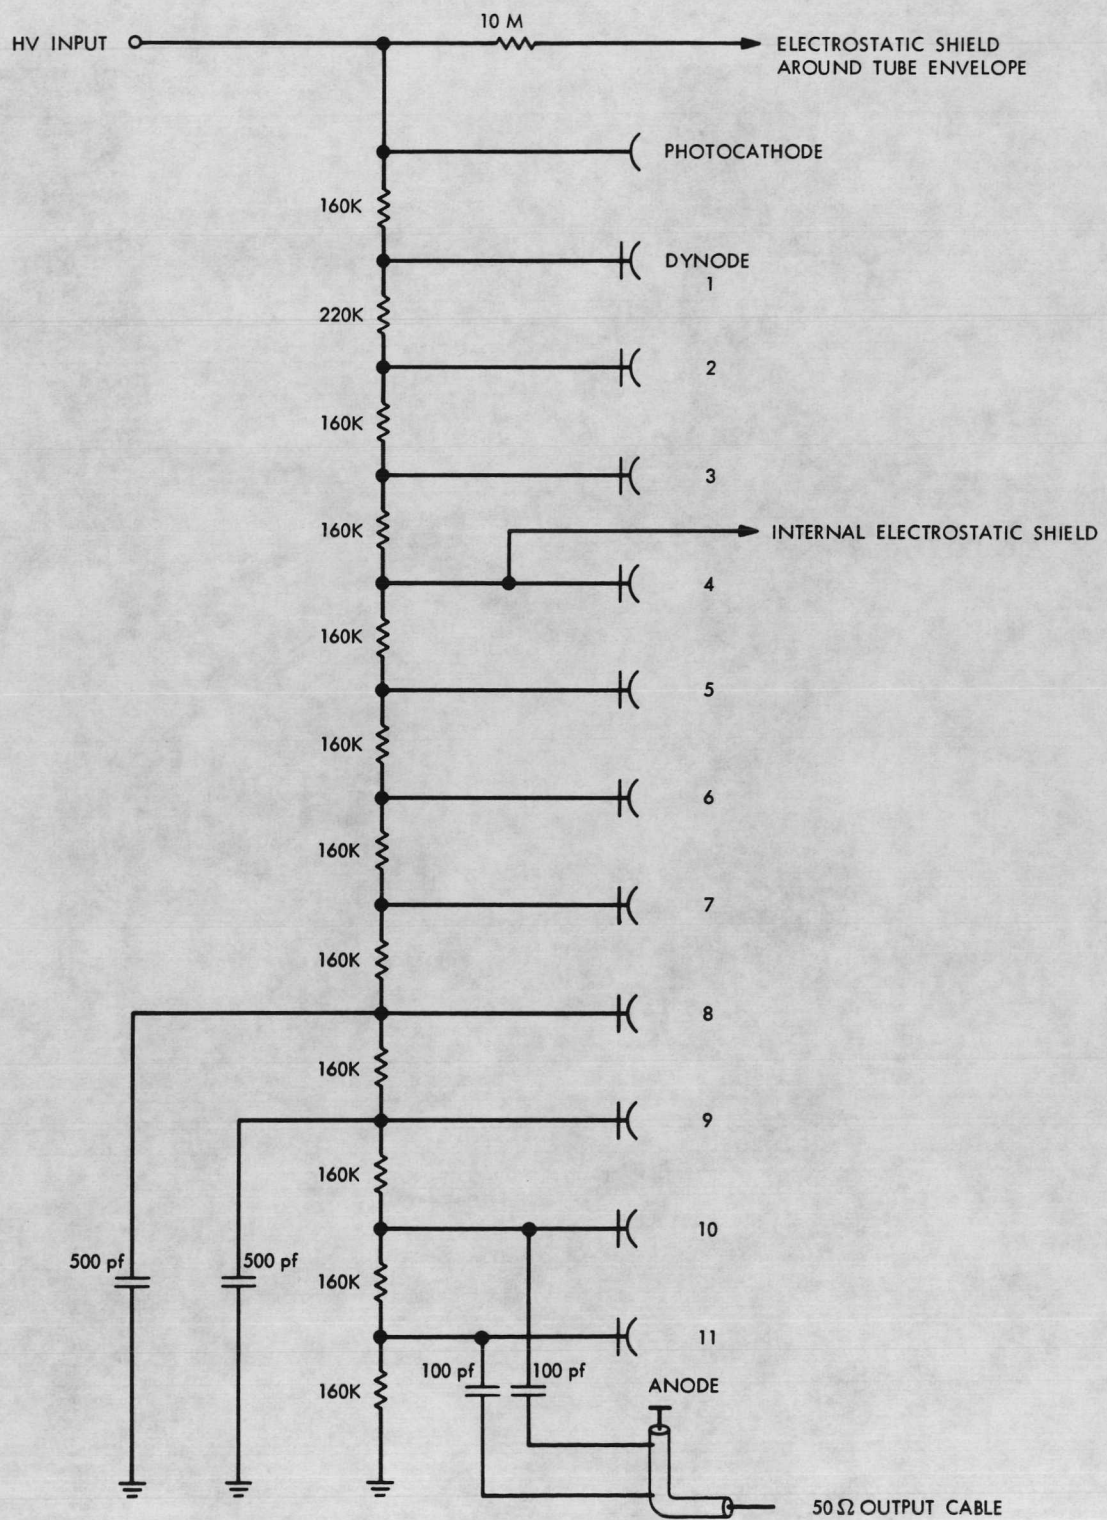 10 M
HV INPUT
ELECTROSTATIC SHIELD
AROUND TUBE ENVELOPE
PHOTOCATHODE
160K
DYNODE
1
220K
2
160K
3
160K
INTERNAL ELECTROSTATIC SHIELD
4
160K
5
160K
6
160K
7
160K
8
160K
9
160K
10
500 pf
500 pf
160K
11
100 pf
100 pf
160K
ANODE
50 Ω OUTPUT CABLE